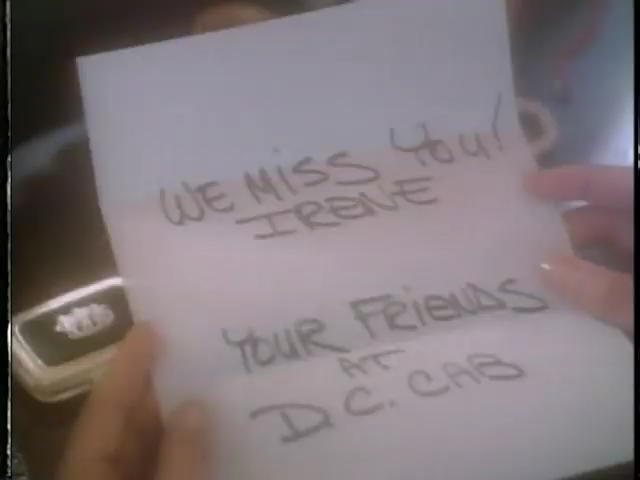 WE MISS YOU!
IRENE
YOUR FRIENDS
AT
D.C. CAB